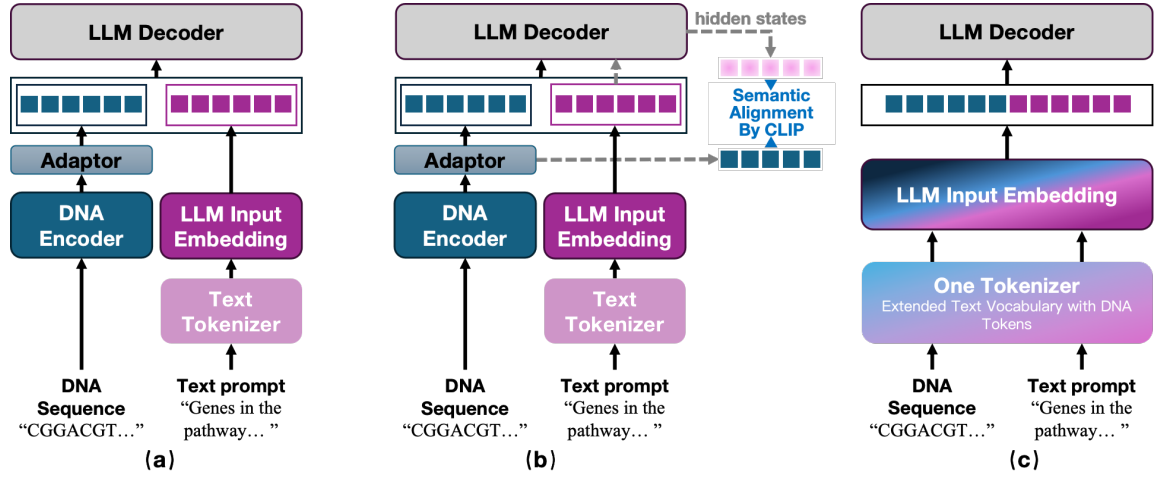 LLM Decoder
Adaptor
DNA
Encoder
LLM Input
Embedding
Text
Tokenizer
DNA
Sequence
“CGGACGT…”
Text prompt
“Genes in the
pathway… ”
(a)
LLM Decoder
hidden states
Semantic
Alignment
By CLIP
Adaptor
DNA
Encoder
LLM Input
Embedding
Text
Tokenizer
DNA
Sequence
“CGGACGT…”
Text prompt
“Genes in the
pathway… ”
(b)
LLM Decoder
LLM Input Embedding
One Tokenizer
Extended Text Vocabulary with DNA
Tokens
DNA
Sequence
“CGGACGT…”
Text prompt
“Genes in the
pathway… ”
(c)